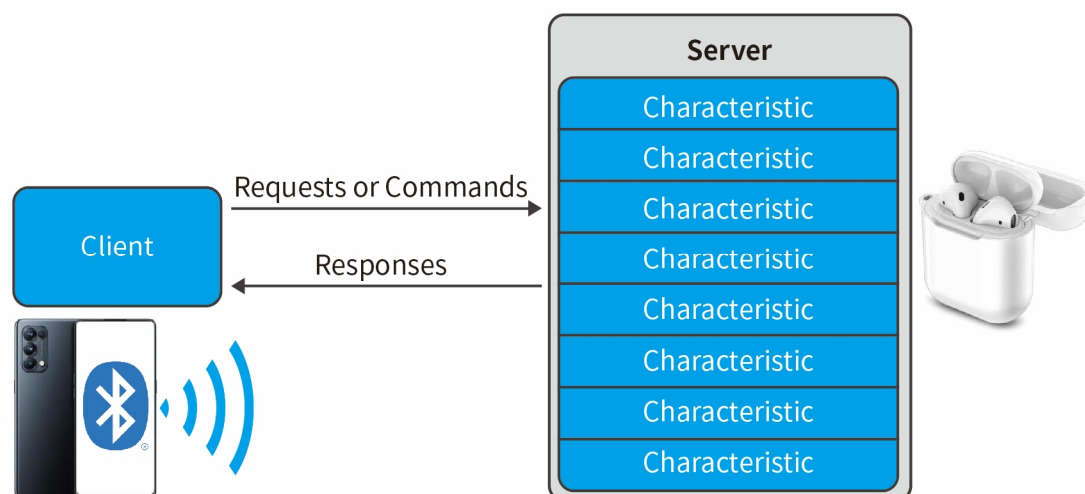 Server
Characteristic
Characteristic
Characteristic
Characteristic
Characteristic
Characteristic
Characteristic
Characteristic
Requests or Commands
Responses
Client